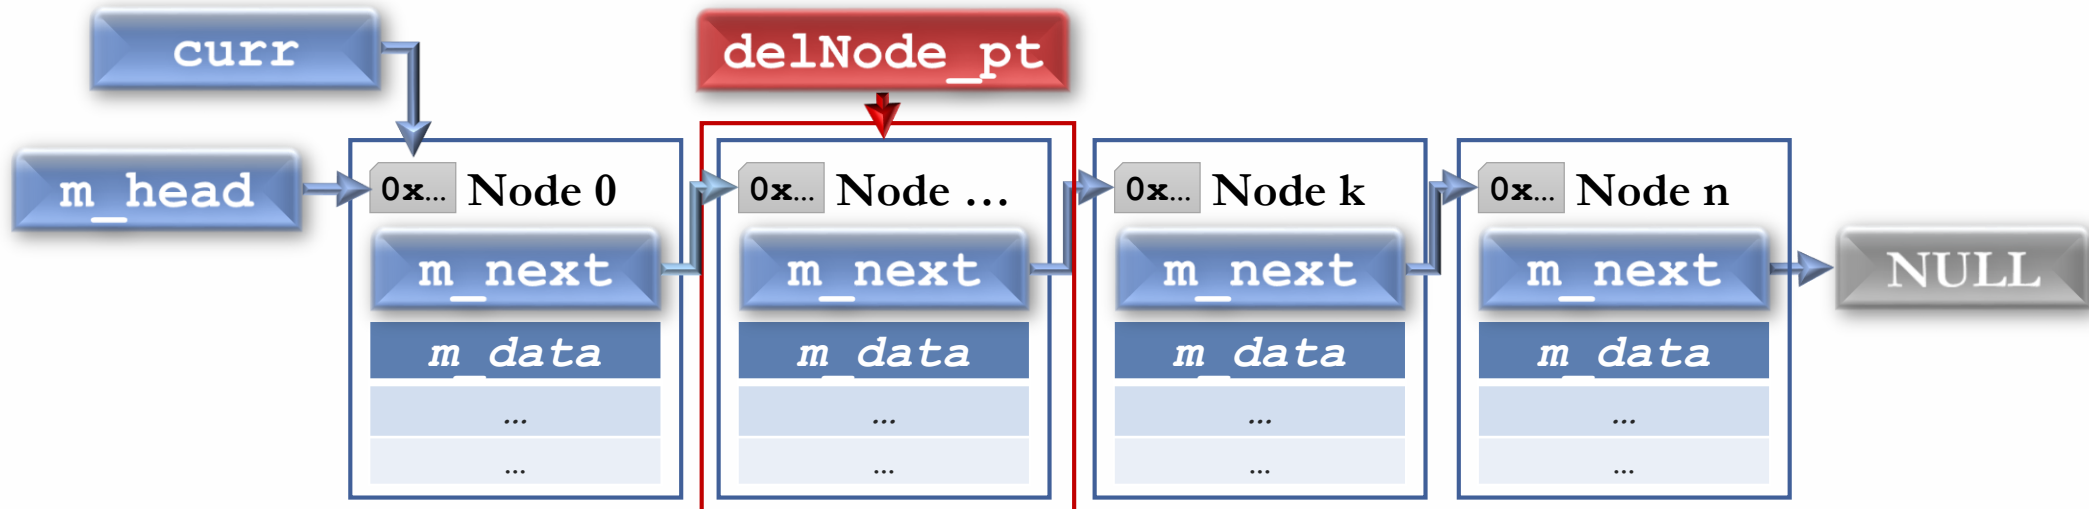 curr
delNode_pt
m_head
0x... Node 0
0x... Node ...
0x... Node k
0x... Node n
m_next
m_next
m_next
m_next
NULL
m_data
m_data
m_data
m_data
...
...
...
...
...
...
...
...